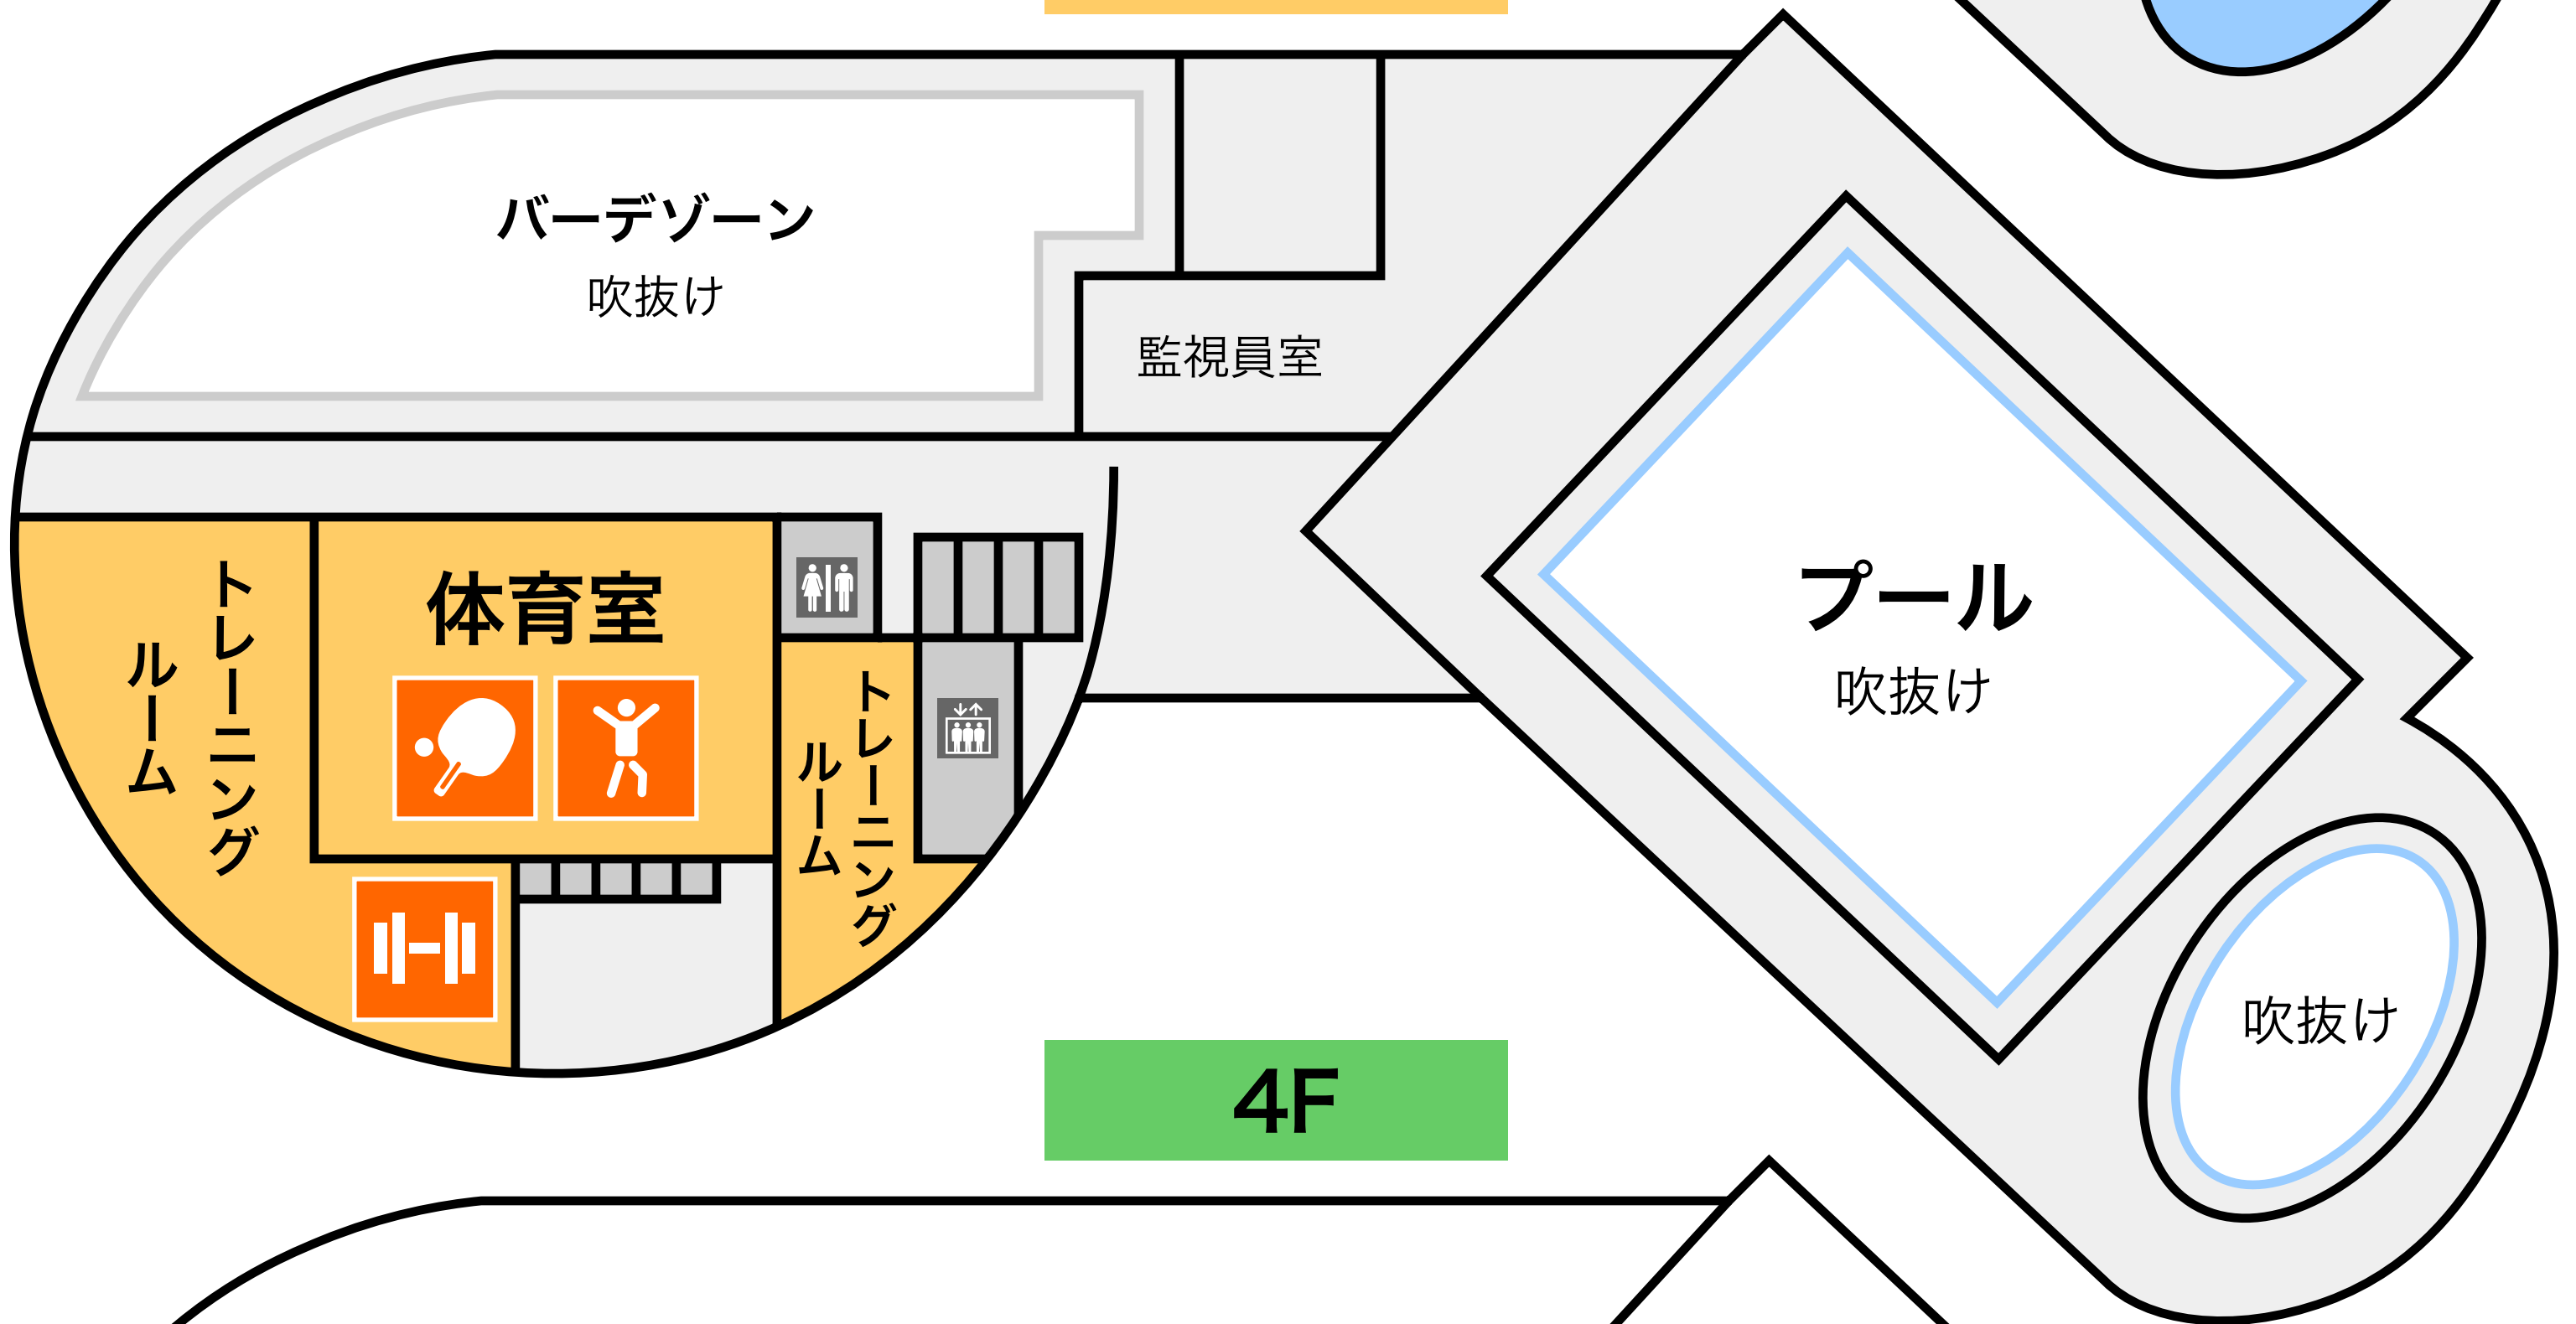 バーデゾーン
吹抜け
監視員室
プール
吹抜け
体育室
トレーニング
ルーム
トレーニング
ルーム
吹抜け
4F